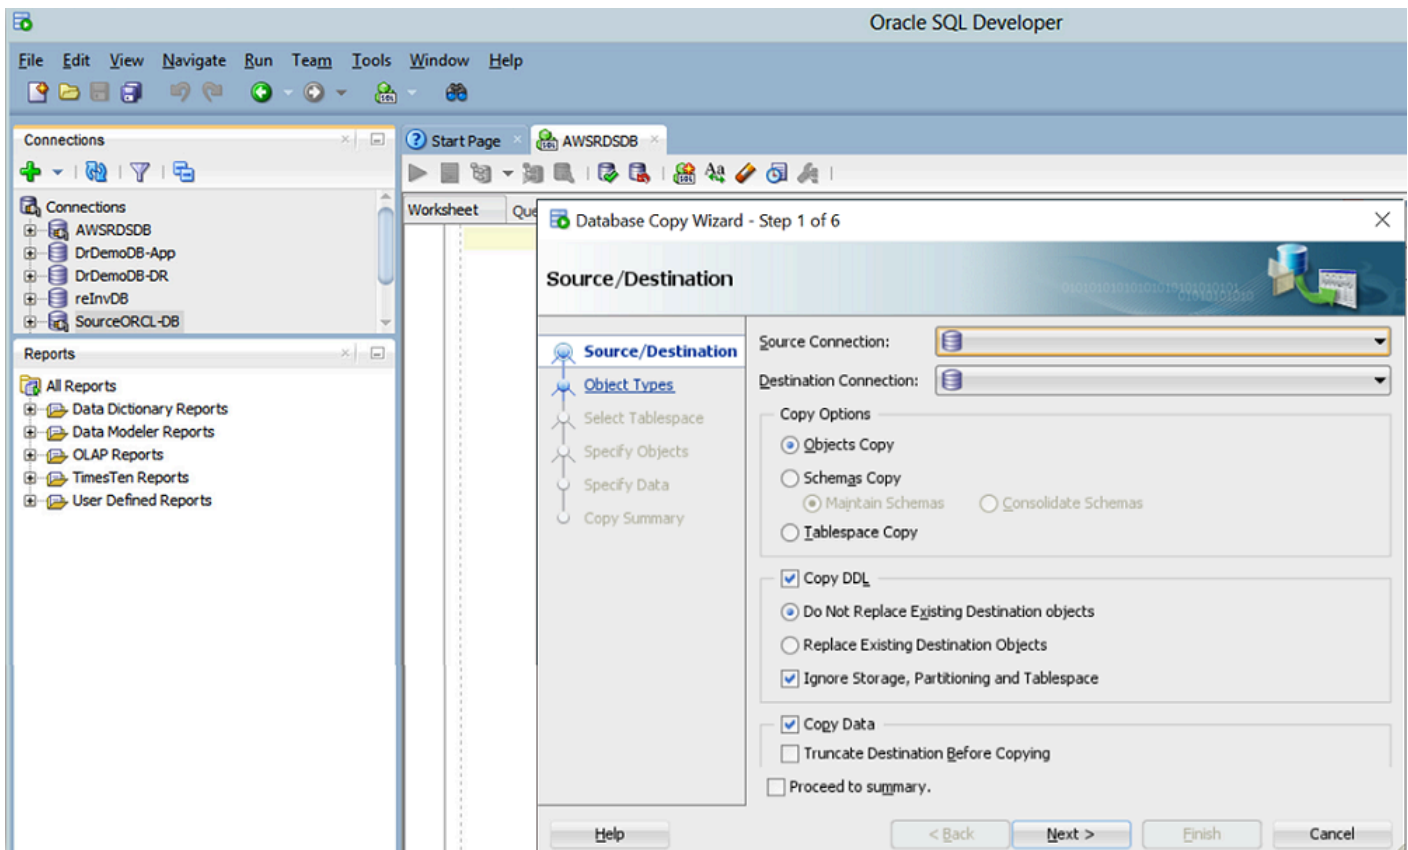 Oracle SQL Developer
File Edit View Navigate Run Team Tools Window Help
Connections
Connections
AWSRDSDB
DrDemoDB-App
DrDemoDB-DR
reInvDB
SourceORCL-DB
Reports
All Reports
Data Dictionary Reports
Data Modeler Reports
OLAP Reports
TimesTen Reports
User Defined Reports
Start Page AWSRDSDB
Worksheet Que
Database Copy Wizard - Step 1 of 6
Source/Destination
Source/Destination
Object Types
Select Tablespace
Specify Objects
Specify Data
Copy Summary
Source Connection:
Destination Connection:
Copy Options
Objects Copy
Schemas Copy
Maintain Schemas Consolidate Schemas
Tablespace Copy
Copy DDL
Do Not Replace Existing Destination objects
Replace Existing Destination Objects
Ignore Storage, Partitioning and Tablespace
Copy Data
Truncate Destination Before Copying
Proceed to summary.
Help < Back Next > Finish Cancel